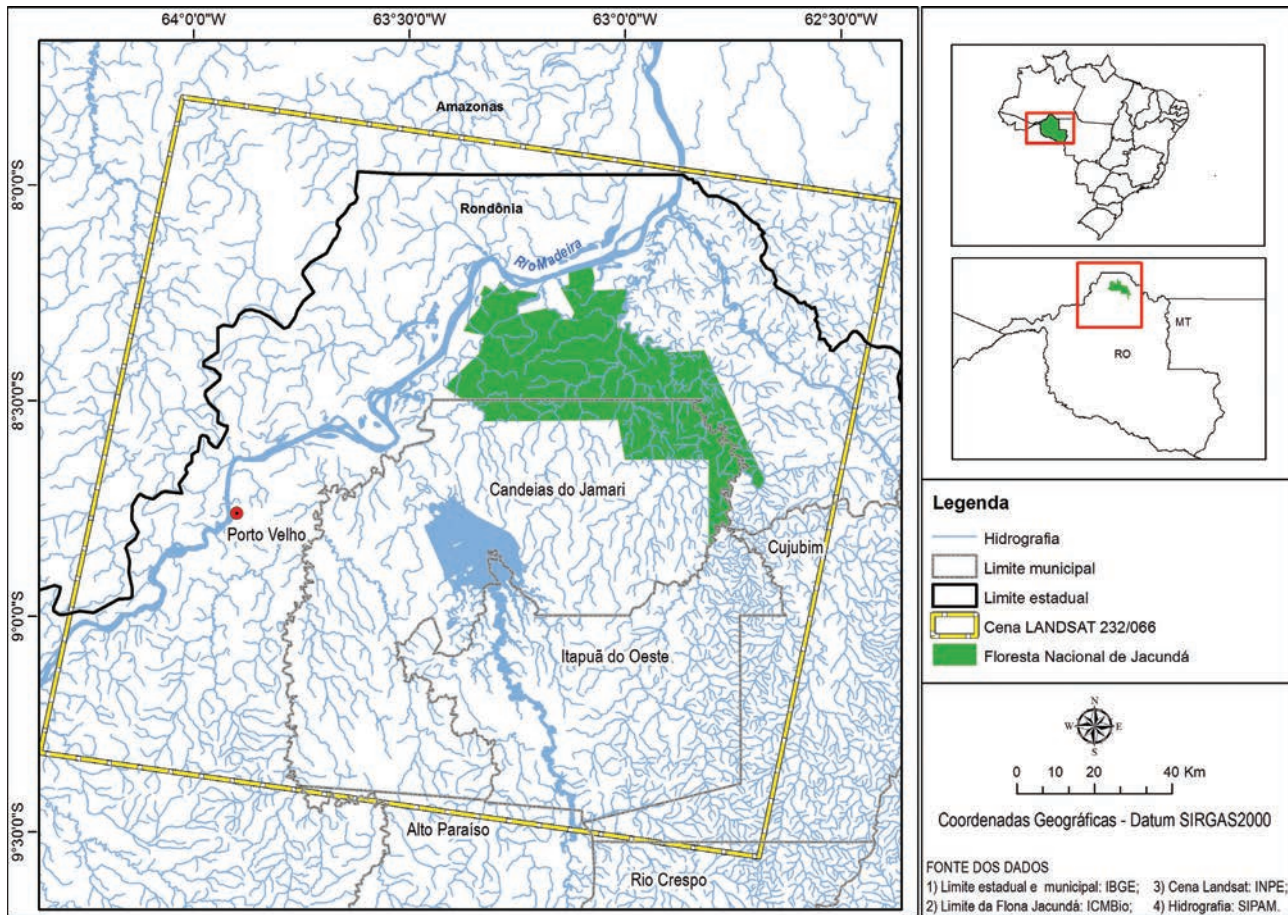 64°0'0"W 63°30'0"W 63°0'0"W 62°30'0"W
Amazonas
8°0'0"S
Rondônia
Rio Madeira
8°30'0"S
Candeias do Jamari
Porto Velho
Cujubim
9°0'0"S
Itapuã do Oeste
9°30'0"S
Alto Paraíso
Rio Crespo
MT
RO
Legenda
Hidrografia
Limite municipal
Limite estadual
Cena LANDSAT 232/066
Floresta Nacional de Jacundá
N
W E
S
0 10 20 40 Km
Coordenadas Geográficas - Datum SIRGAS2000
FONTE DOS DADOS
1) Limite estadual e municipal: IBGE; 3) Cena Landsat: INPE;
2) Limite da Flona Jacundá: ICMBio; 4) Hidrografia: SIPAM.